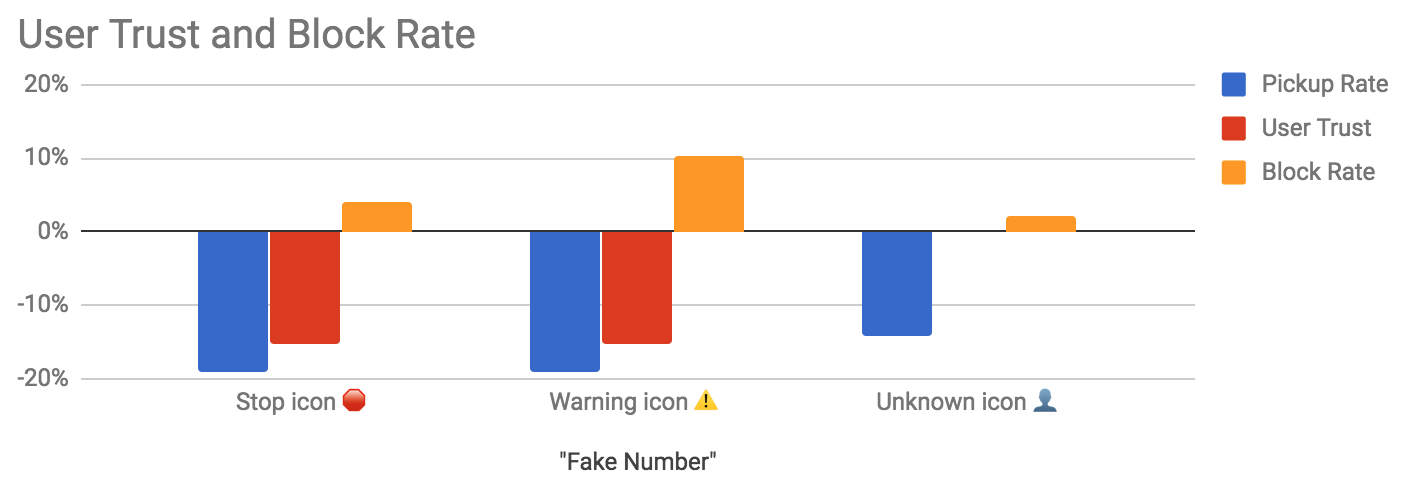 User Trust and Block Rate
20%
10%
0%
-10%
-20%
Pickup Rate
User Trust
Block Rate
Stop icon 🛑
Warning icon ⚠️
Unknown icon 👤
"Fake Number"